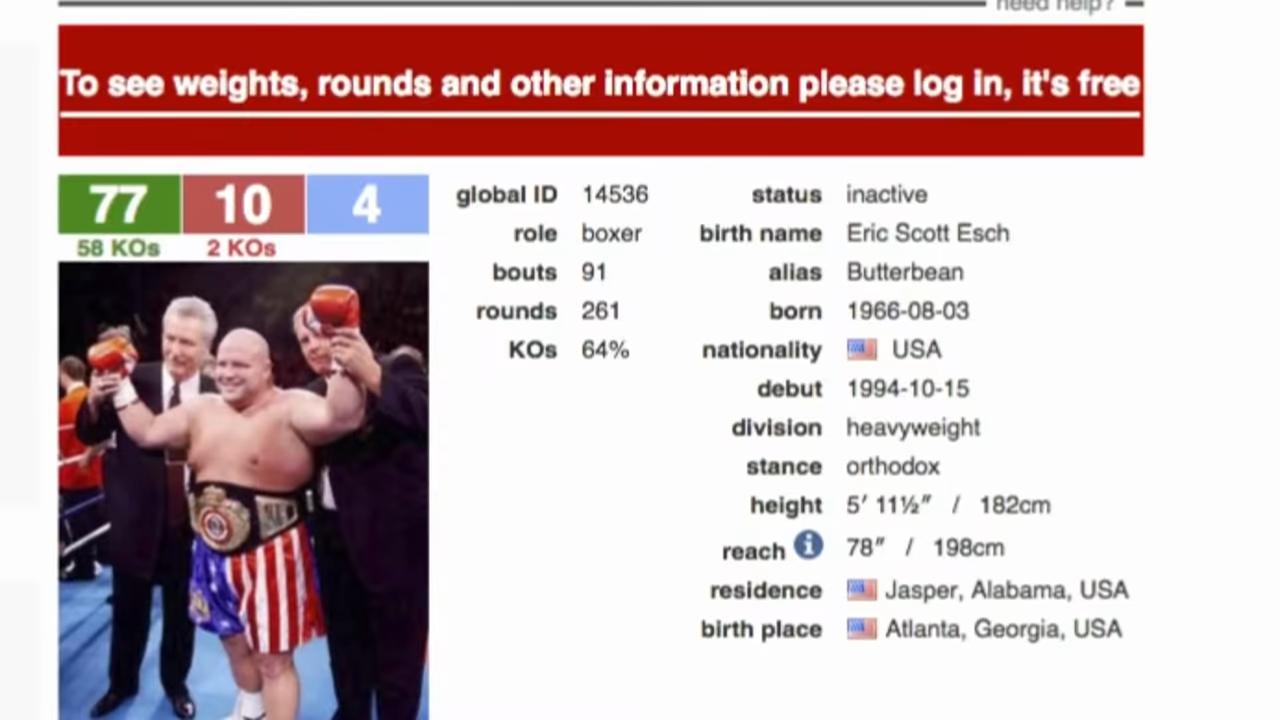 need help?
To see weights, rounds and other information please log in, it's free
77 10 4
58 KOs 2 KOs
global ID 14536
role boxer
bouts 91
rounds 261
KOs 64%
status inactive
birth name Eric Scott Esch
alias Butterbean
born 1966-08-03
nationality USA
debut 1994-10-15
division heavyweight
stance orthodox
height 5′ 11½″ / 182cm
reach i 78″ / 198cm
residence Jasper, Alabama, USA
birth place Atlanta, Georgia, USA